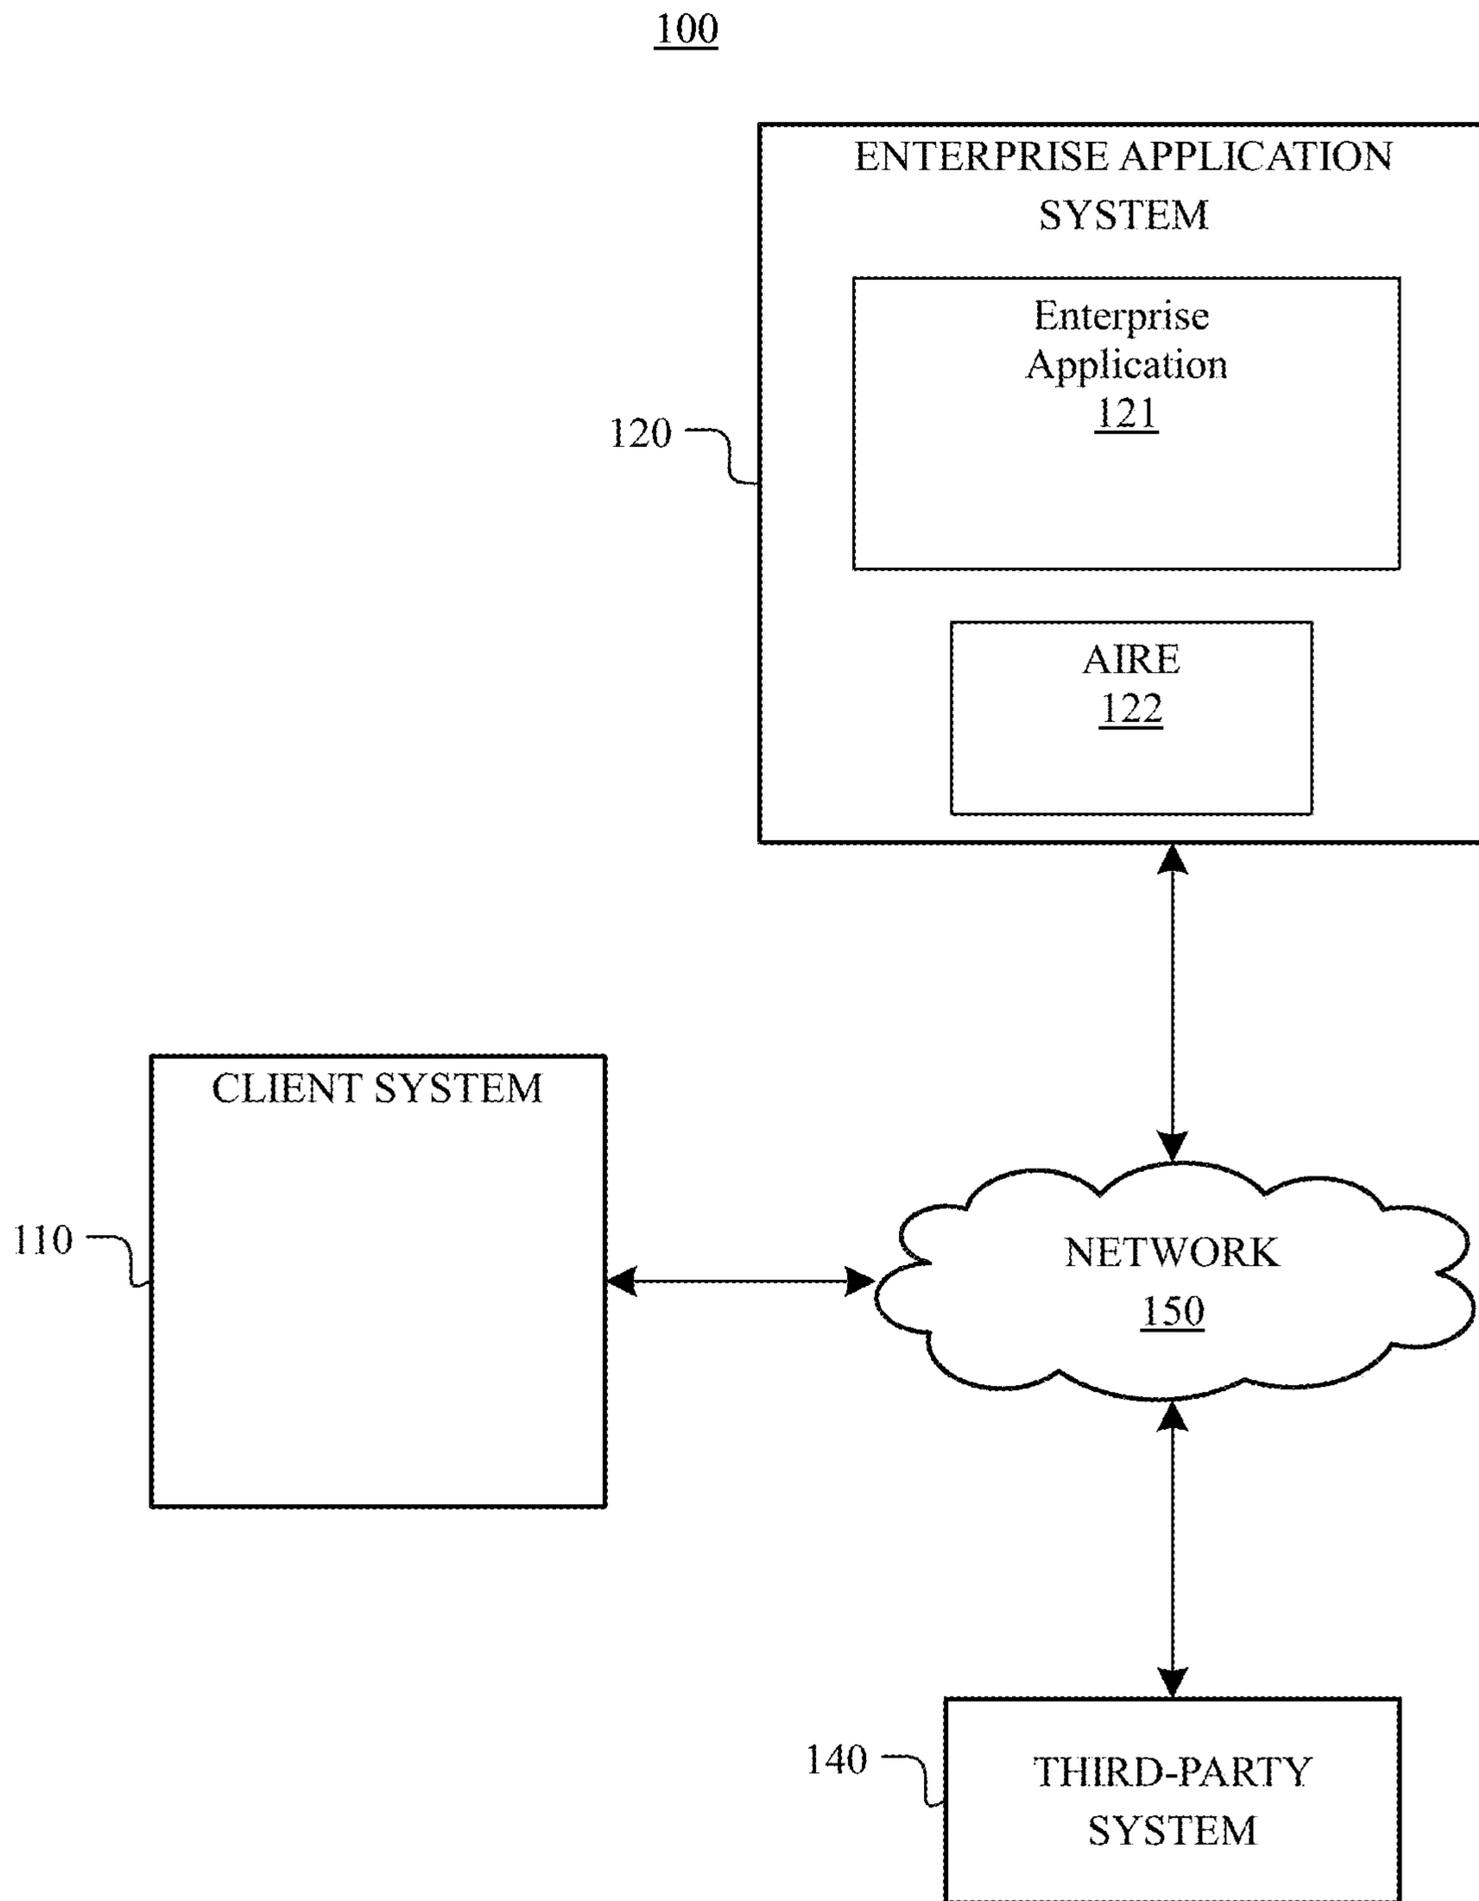 100
ENTERPRISE APPLICATION
SYSTEM
Enterprise
Application
121
120
AIRE
122
CLIENT SYSTEM
110
NETWORK
150
140
THIRD-PARTY
SYSTEM